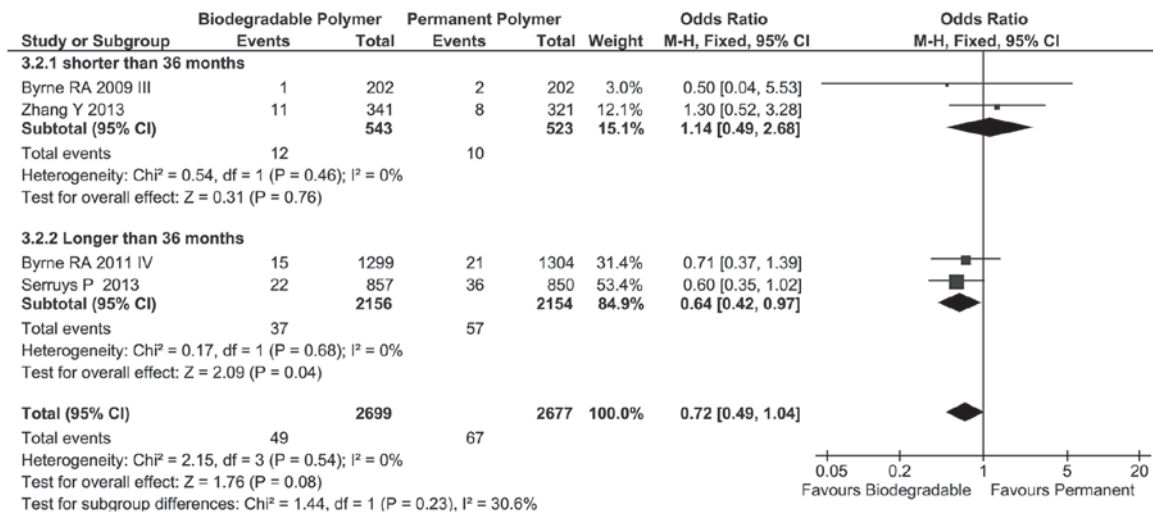 Biodegradable Polymer Permanent Polymer Odds Ratio Odds Ratio
Study or Subgroup Events Total Events Total Weight M-H, Fixed, 95% CI M-H, Fixed, 95% CI
3.2.1 shorter than 36 months
Byrne RA 2009 III 1 202 2 202 3.0% 0.50 [0.04, 5.53]
Zhang Y 2013 11 341 8 321 12.1% 1.30 [0.52, 3.28]
Subtotal (95% CI) 543 523 15.1% 1.14 [0.49, 2.68]
Total events 12 10
Heterogeneity: Chi² = 0.54, df = 1 (P = 0.46); I² = 0%
Test for overall effect: Z = 0.31 (P = 0.76)
3.2.2 Longer than 36 months
Byrne RA 2011 IV 15 1299 21 1304 31.4% 0.71 [0.37, 1.39]
Serruys P 2013 22 857 36 850 53.4% 0.60 [0.35, 1.02]
Subtotal (95% CI) 2156 2154 84.9% 0.64 [0.42, 0.97]
Total events 37 57
Heterogeneity: Chi² = 0.17, df = 1 (P = 0.68); I² = 0%
Test for overall effect: Z = 2.09 (P = 0.04)
Total (95% CI) 2699 2677 100.0% 0.72 [0.49, 1.04]
Total events 49 67
Heterogeneity: Chi² = 2.15, df = 3 (P = 0.54); I² = 0%
Test for overall effect: Z = 1.76 (P = 0.08)
Test for subgroup differences: Chi² = 1.44, df = 1 (P = 0.23), I² = 30.6%
0.05 0.2 1 5 20
Favours Biodegradable Favours Permanent